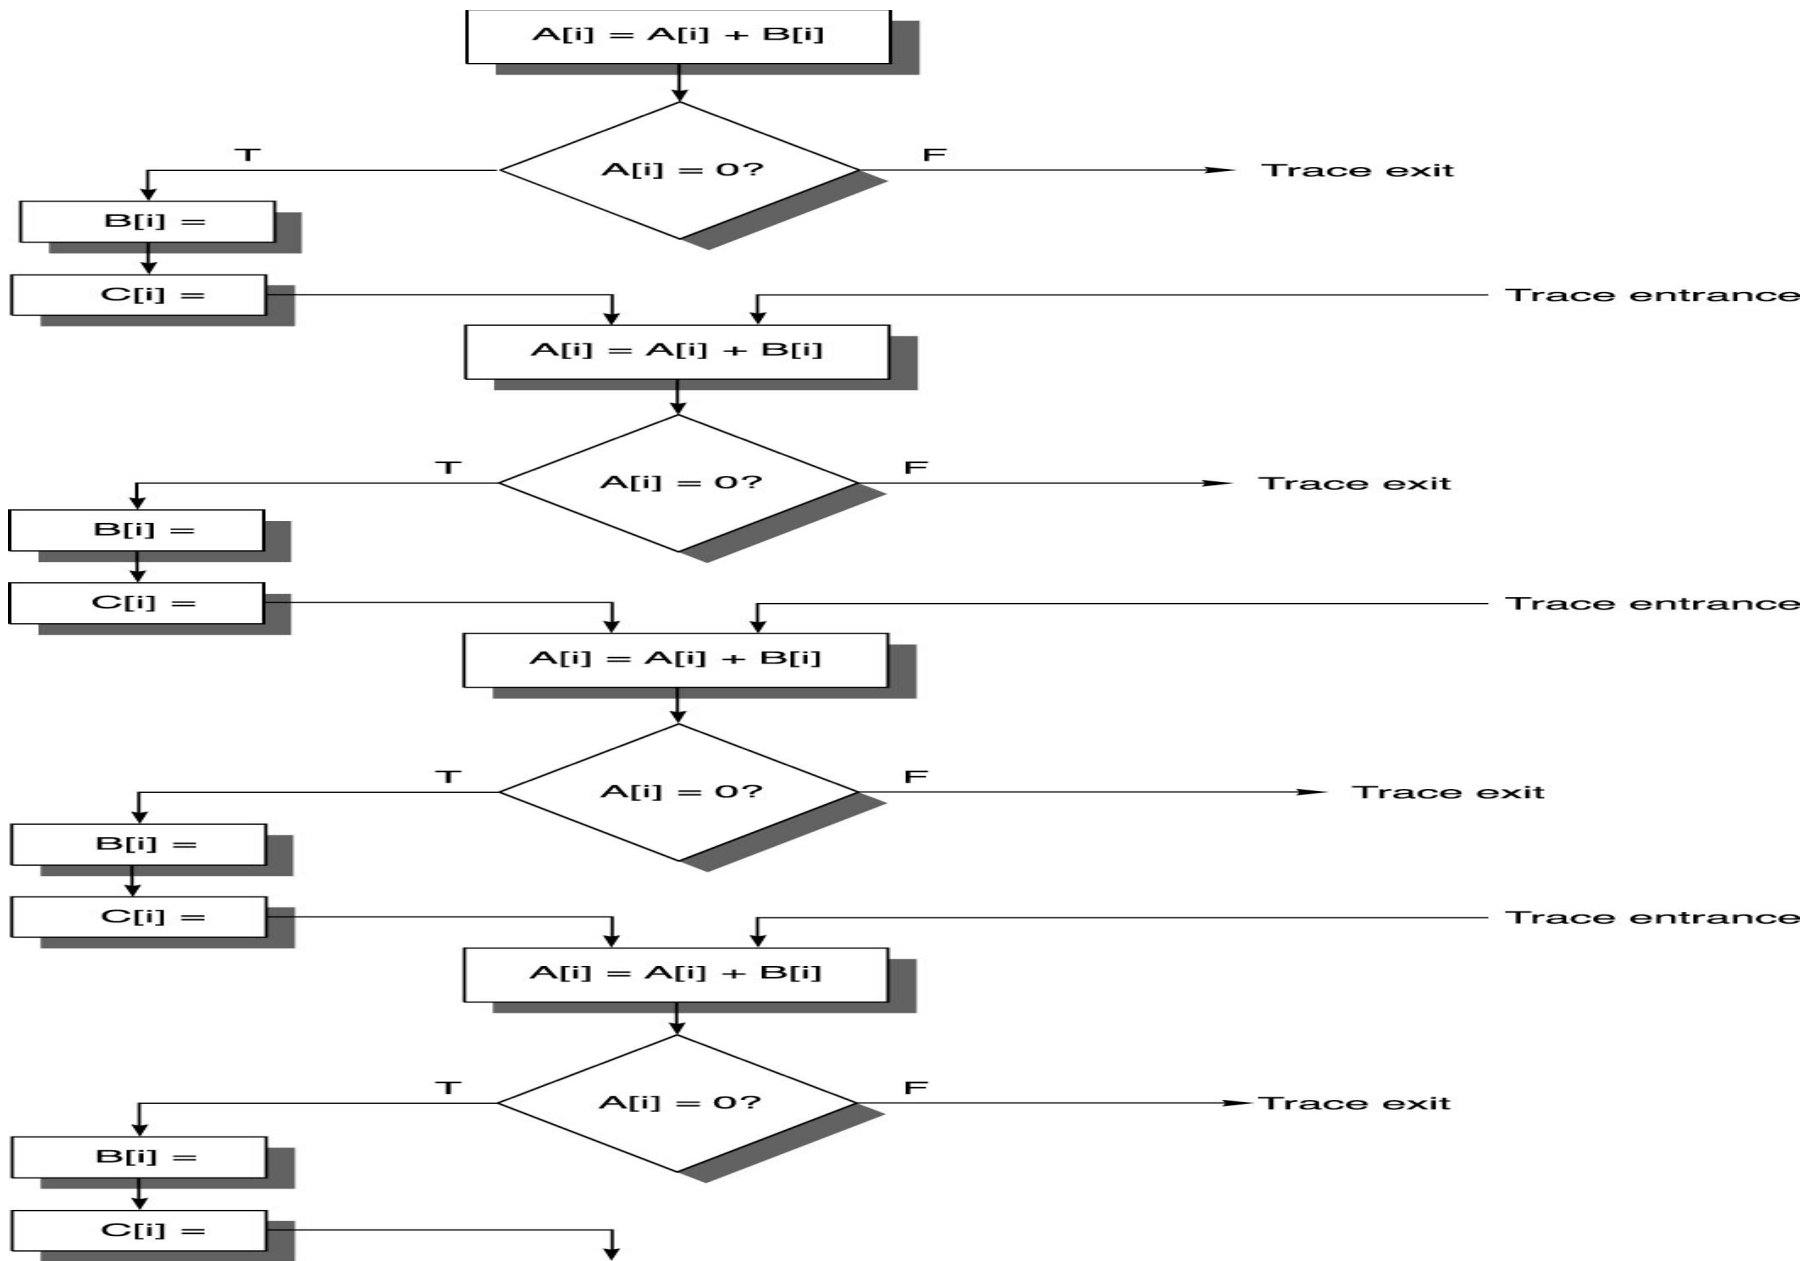 A[i] = A[i] + B[i]
T
F
A[i] = 0?
Trace exit
B[i] =
C[i] =
Trace entrance
A[i] = A[i] + B[i]
T
F
A[i] = 0?
Trace exit
B[i] =
C[i] =
Trace entrance
A[i] = A[i] + B[i]
T
F
A[i] = 0?
Trace exit
B[i] =
C[i] =
Trace entrance
A[i] = A[i] + B[i]
T
F
A[i] = 0?
Trace exit
B[i] =
C[i] =